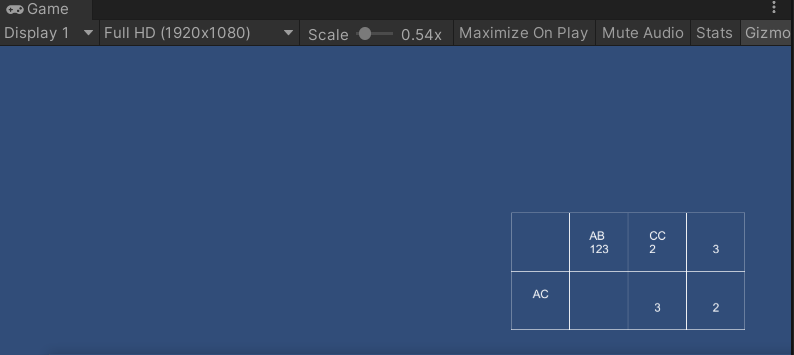 Game
Display 1 Full HD (1920x1080) Scale 0.54x Maximize On Play Mute Audio Stats Gizmo
AB CC
123 2 3
AC
3 2